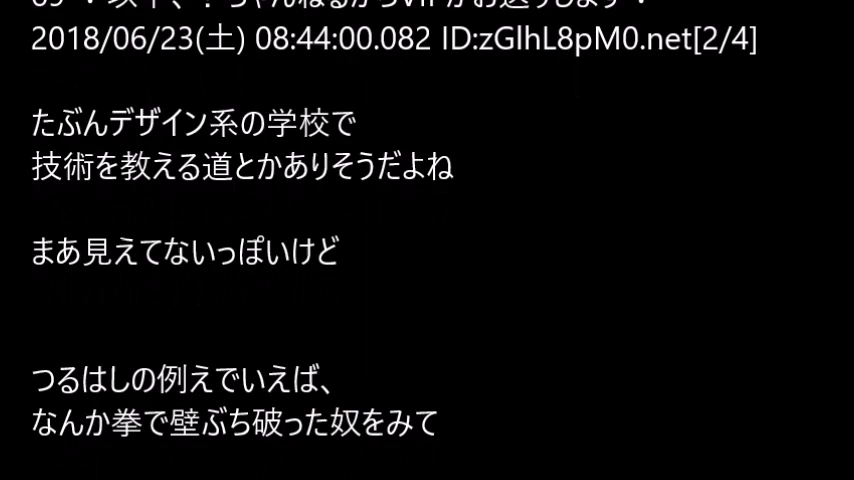 2018/06/23(土) 08:44:00.082 ID:zGlhL8pM0.net[2/4]
たぶんデザイン系の学校で
技術を教える道とかありそうだよね
まあ見えてないっぽいけど
つるはしの例えでいえば、
なんか拳で壁ぶち破った奴をみて